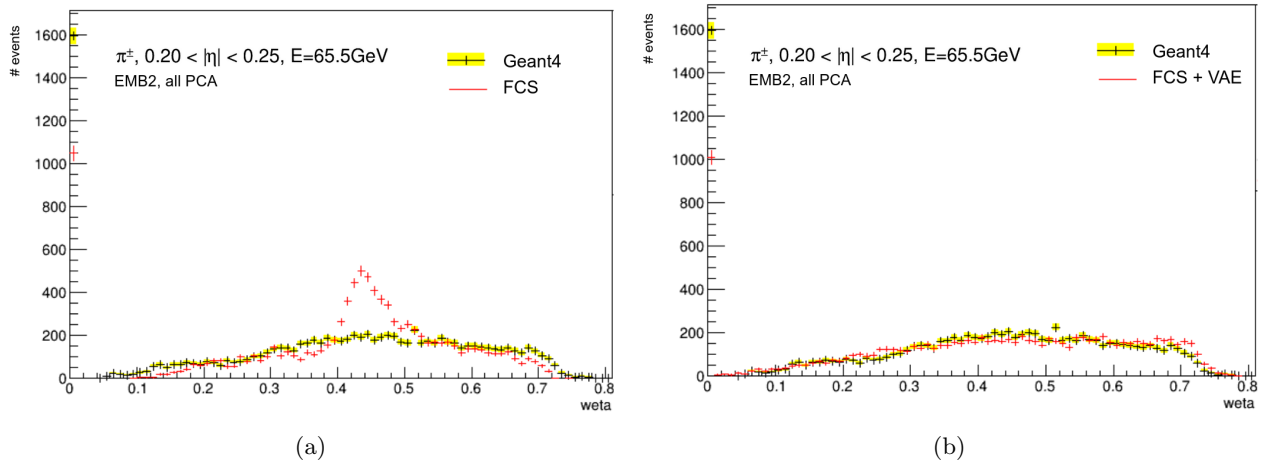 # events
1600
1400
1200
1000
800
600
400
200
0
π±, 0.20 < |η| < 0.25, E=65.5GeV
EMB2, all PCA
Geant4
FCS
0 0.1 0.2 0.3 0.4 0.5 0.6 0.7 0.8
weta
(a)
# events
1600
1400
1200
1000
800
600
400
200
0
π±, 0.20 < |η| < 0.25, E=65.5GeV
EMB2, all PCA
Geant4
FCS + VAE
0 0.1 0.2 0.3 0.4 0.5 0.6 0.7 0.8
weta
(b)